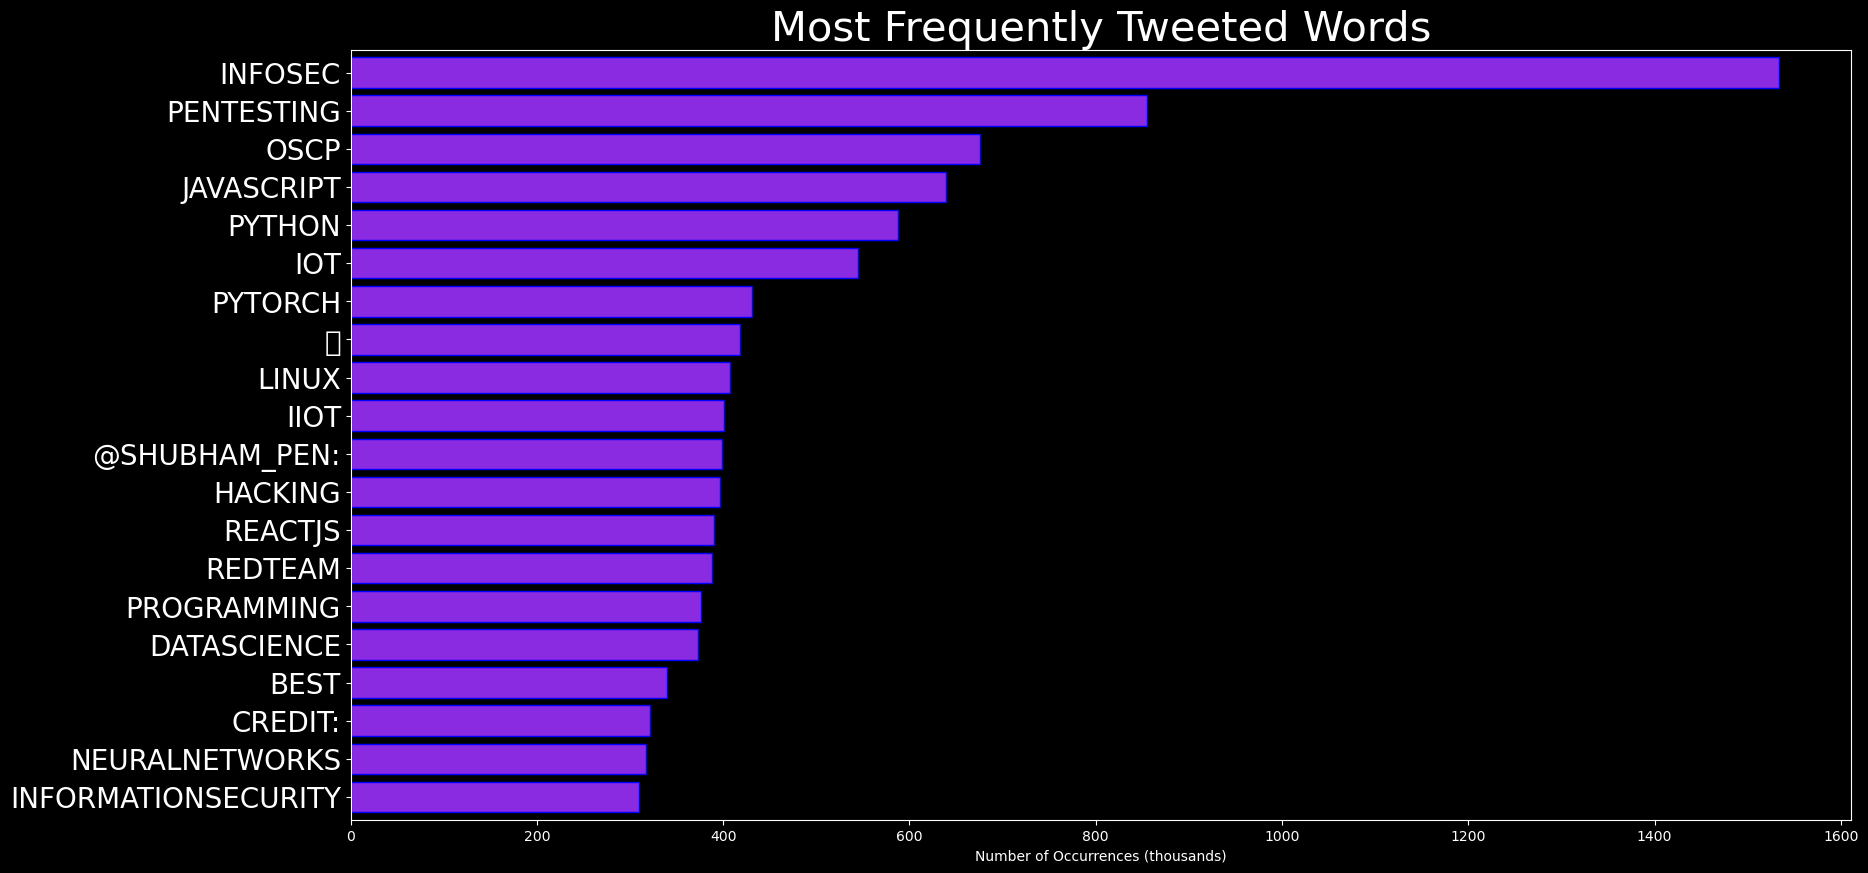 Most Frequently Tweeted Words
INFOSEC
PENTESTING
OSCP
JAVASCRIPT
PYTHON
IOT
PYTORCH
LINUX
IIOT
@SHUBHAM_PEN:
HACKING
REACTJS
REDTEAM
PROGRAMMING
DATASCIENCE
BEST
CREDIT:
NEURALNETWORKS
INFORMATIONSECURITY
0 200 400 600 800 1000 1200 1400 1600
Number of Occurrences (thousands)